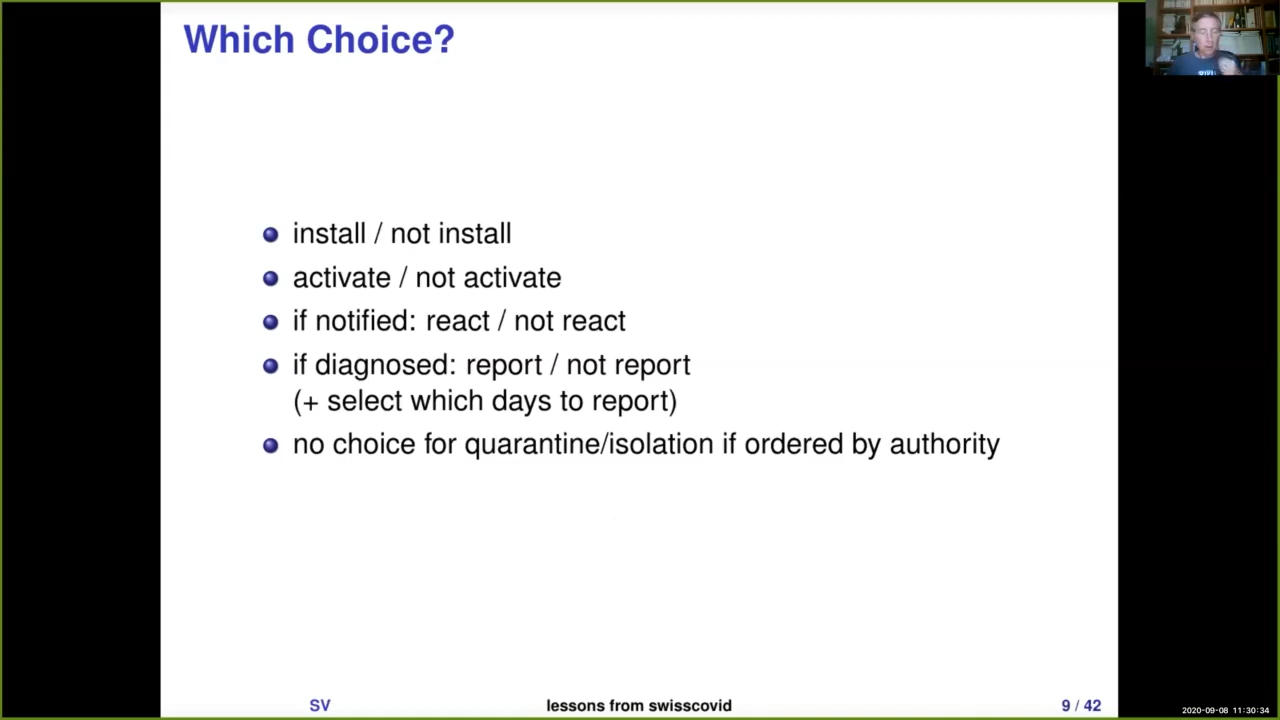 Which Choice?
install / not install
activate / not activate
if notified: react / not react
if diagnosed: report / not report
(+ select which days to report)
no choice for quarantine/isolation if ordered by authority
SV
lessons from swisscovid
9 / 42
2020-09-08 11:30:34